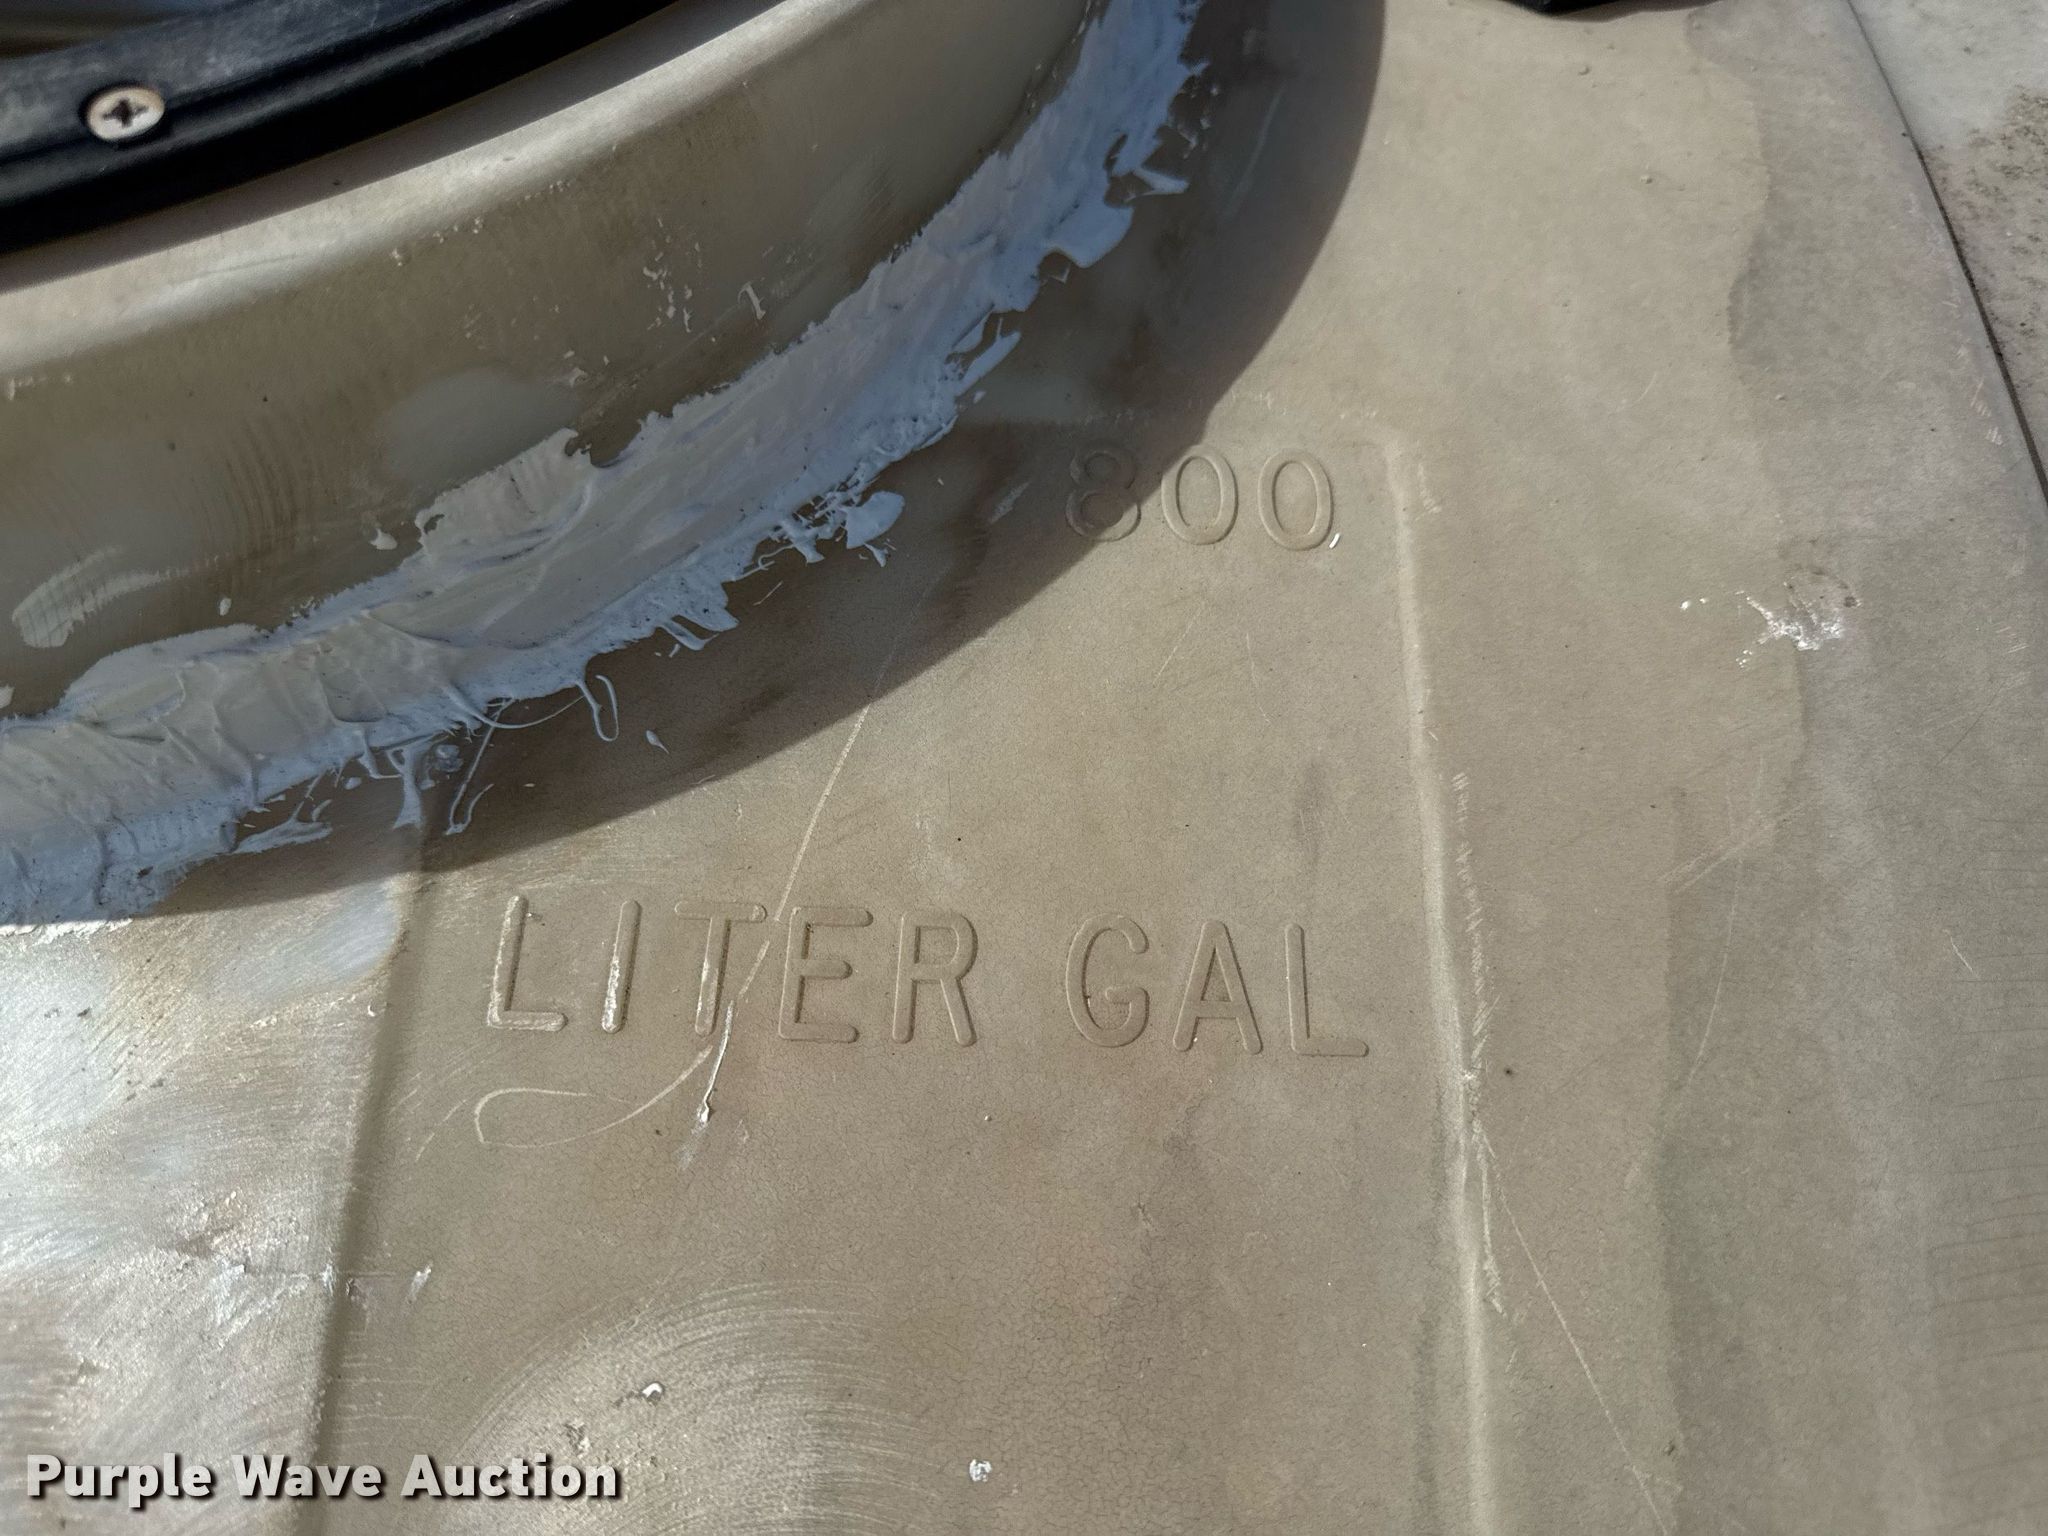 800
LITER GAL
Purple Wave Auction